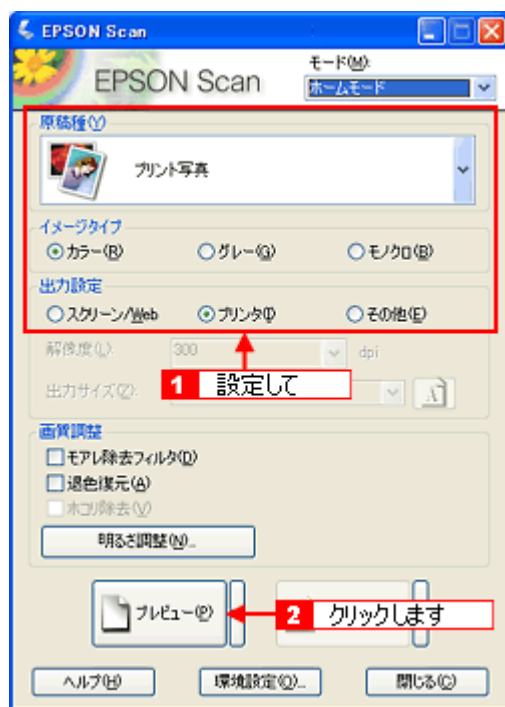 EPSON Scan
EPSON Scan
モード(M):
ホームモード
原稿種(Y)
プリント写真
イメージタイプ
カラー(R) グレー(G) モノクロ(B)
出力設定
スクリーン/Web プリンタ(I) その他(E)
解像度(L): 300 dpi
1 設定して
出力サイズ(Z):
画質調整
モアレ除去フィルタ(D)
退色復元(A)
ホコリ除去(V)
明るさ調整(N)...
プレビュー(P)
2 クリックします
ヘルプ(H) 環境設定(O)... 閉じる(C)